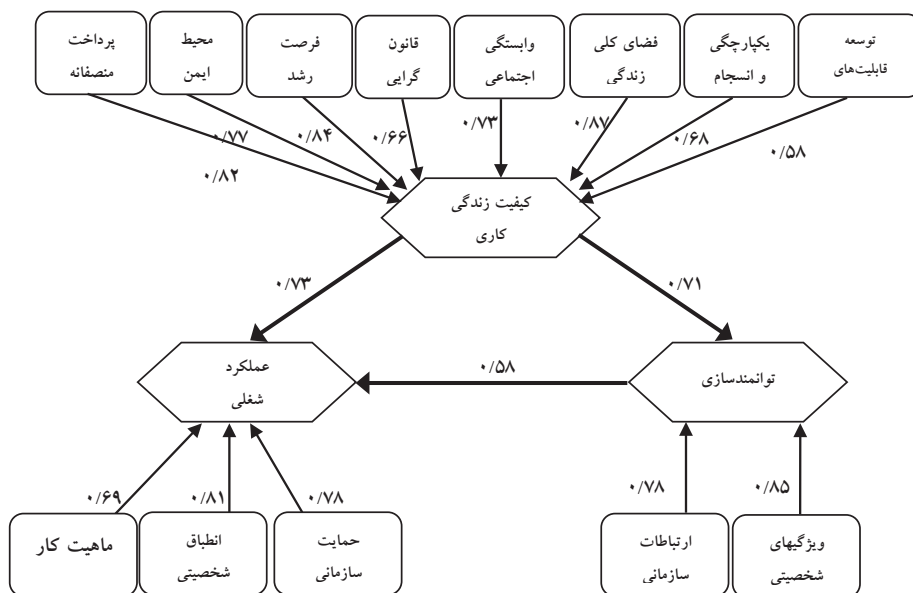 توسعه
قابلیت‌های
یکپارچگی
و انسجام
فضای کلی
زندگی
وابستگی
اجتماعی
قانون
گرایی
فرصت
رشد
محیط
ایمن
پرداخت
منصفانه
۰/۵۸
۰/۶۸
۰/۸۷
۰/۷۳
۰/۶۶
۰/۸۴
۰/۷۷
۰/۸۲
کیفیت زندگی
کاری
۰/۷۱
۰/۷۳
توانمندسازی
۰/۵۸
عملکرد
شغلی
۰/۸۵
۰/۷۸
۰/۷۸
۰/۸۱
۰/۶۹
ویژگیهای
شخصیتی
ارتباطات
سازمانی
حمایت
سازمانی
انطباق
شخصیتی
ماهیت کار